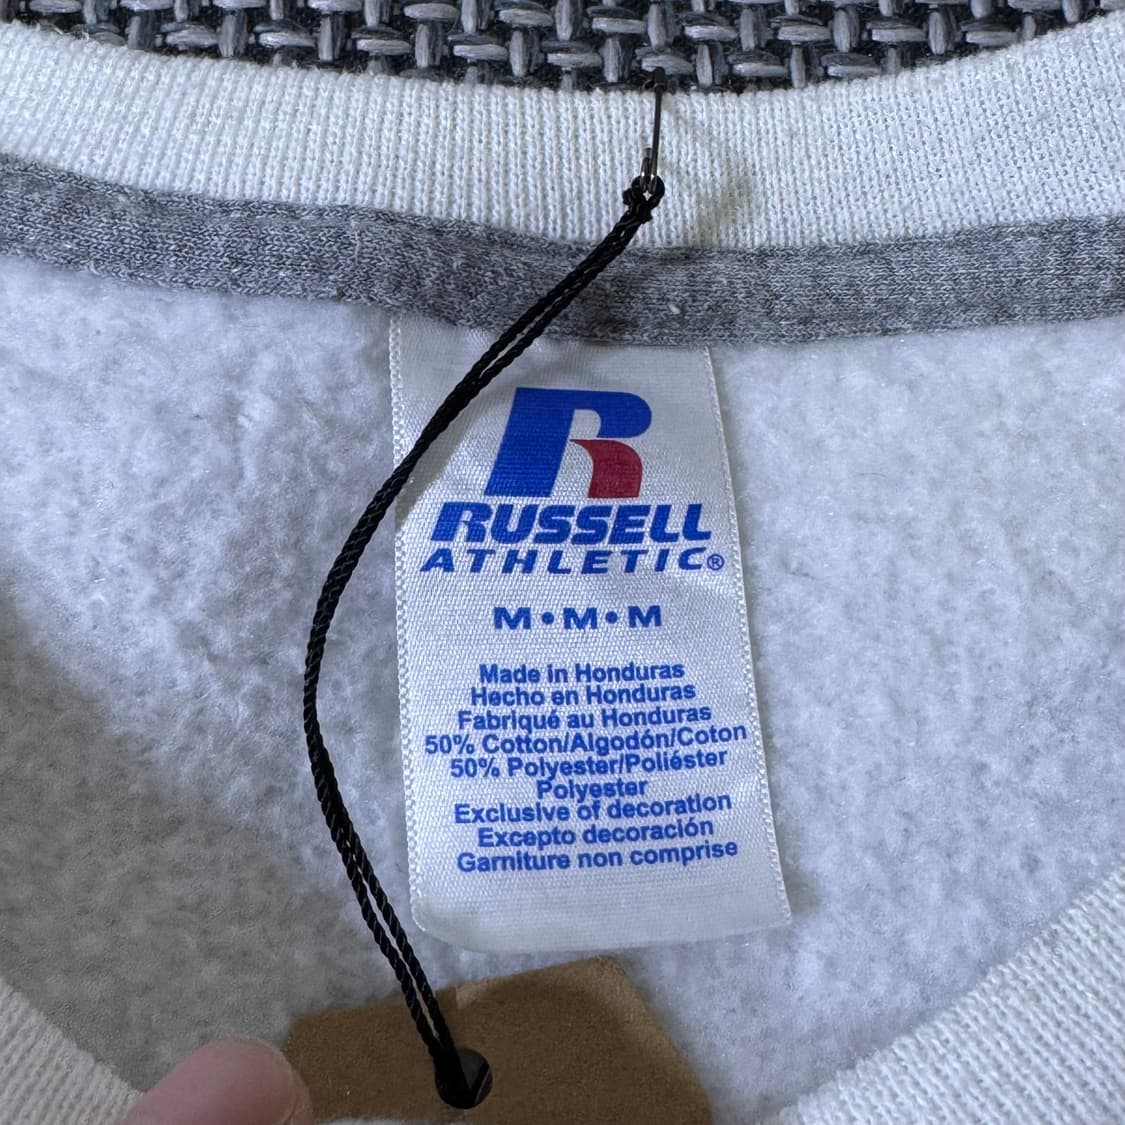 R
RUSSELL
ATHLETIC®
M•M•M
Made in Honduras
Hecho en Honduras
Fabriqué au Honduras
50% Cotton/Algodón/Coton
50% Polyester/Poliéster
Polyester
Exclusive of decoration
Excepto decoración
Garniture non comprise